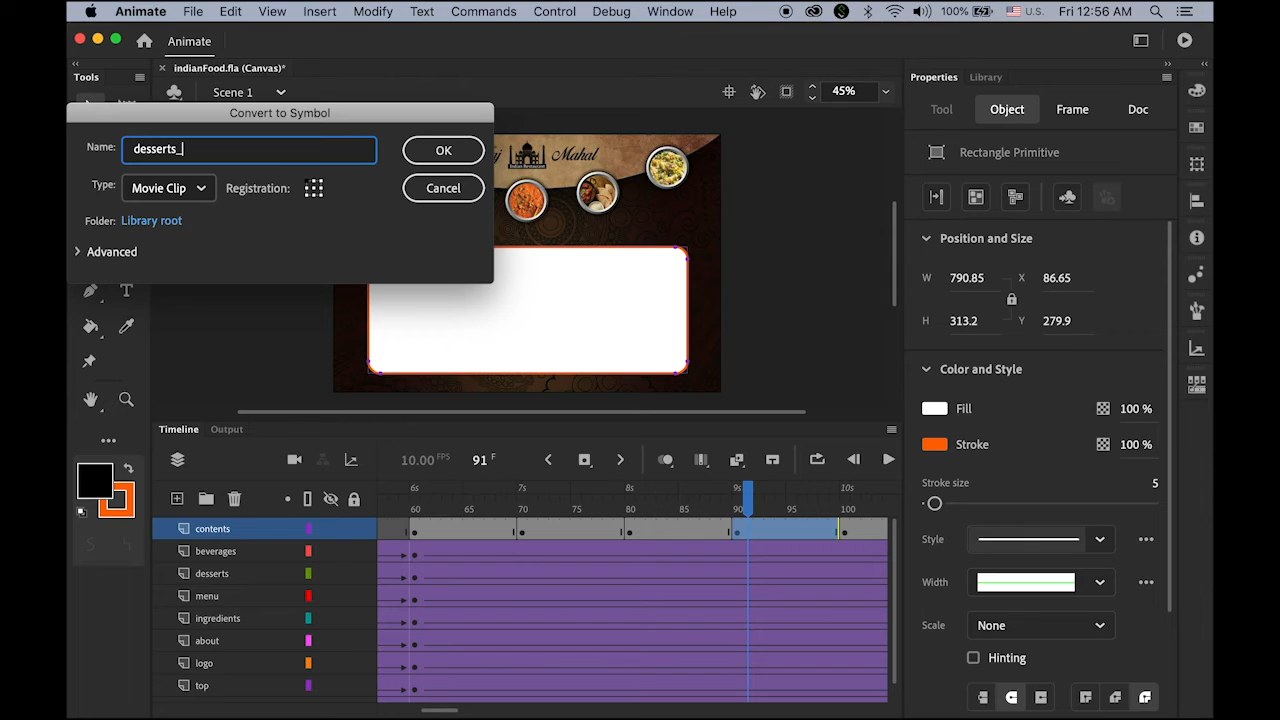 Animate File Edit View Insert Modify Text Commands Control Debug Window Help 100% U.S. Fri 12:56 AM
Animate
Tools
indianFood.fla (Canvas)*
Scene 1
45%
Convert to Symbol
Name: desserts_
OK
Type: Movie Clip Registration:
Cancel
Folder: Library root
Advanced
Mahal
Properties Library
Tool Object Frame Doc
Rectangle Primitive
Position and Size
W 790.85 X 86.65
H 313.2 Y 279.9
Color and Style
Fill 100 %
Stroke 100 %
Stroke size 5
Style
Width
Scale None
Hinting
Timeline Output
10.00 FPS 91 F
6s 7s 8s 9s 10s
60 65 70 75 80 85 90 95 100
contents
beverages
desserts
menu
ingredients
about
logo
top